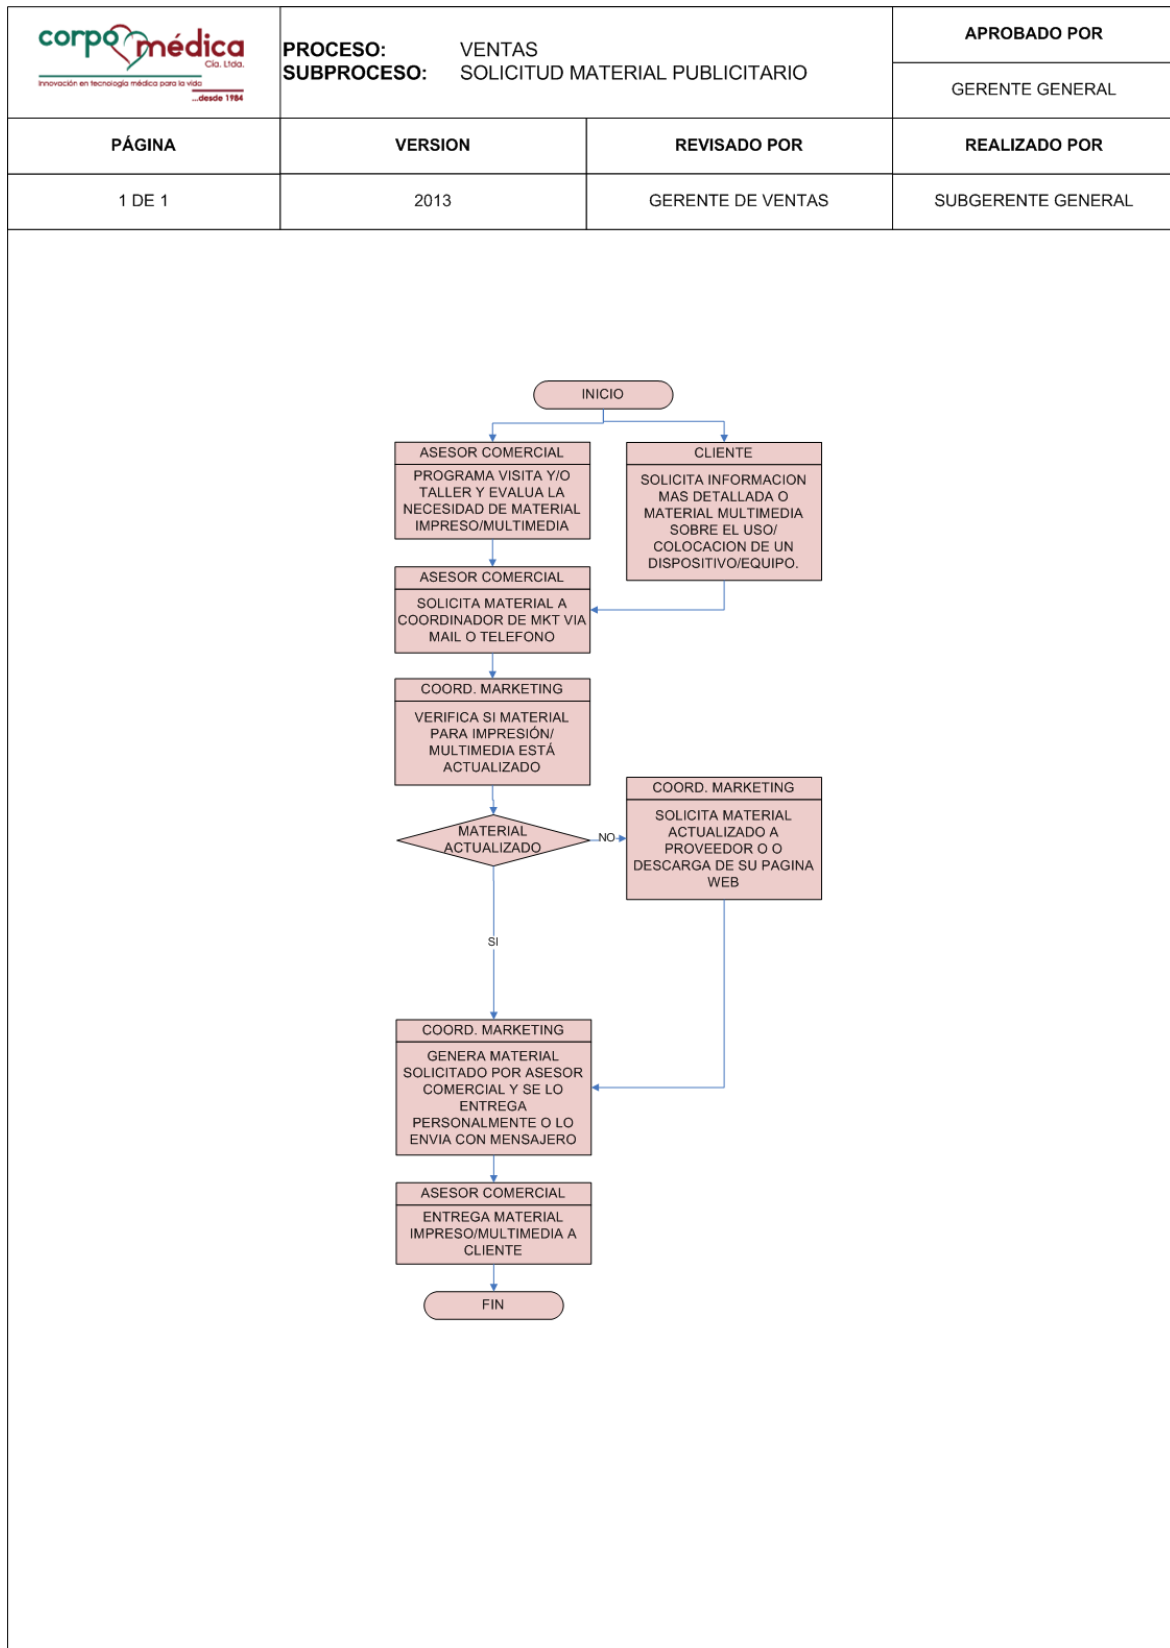 corpomédica
Cía. Ltda.
Innovación en tecnología médica para la vida
...desde 1984
PROCESO: VENTAS
SUBPROCESO: SOLICITUD MATERIAL PUBLICITARIO
APROBADO POR
GERENTE GENERAL
PÁGINA
VERSION
REVISADO POR
REALIZADO POR
1 DE 1
2013
GERENTE DE VENTAS
SUBGERENTE GENERAL
INICIO
ASESOR COMERCIAL
PROGRAMA VISITA Y/O
TALLER Y EVALUA LA
NECESIDAD DE MATERIAL
IMPRESO/MULTIMEDIA
CLIENTE
SOLICITA INFORMACION
MAS DETALLADA O
MATERIAL MULTIMEDIA
SOBRE EL USO/
COLOCACION DE UN
DISPOSITIVO/EQUIPO.
ASESOR COMERCIAL
SOLICITA MATERIAL A
COORDINADOR DE MKT VIA
MAIL O TELEFONO
COORD. MARKETING
VERIFICA SI MATERIAL
PARA IMPRESIÓN/
MULTIMEDIA ESTÁ
ACTUALIZADO
MATERIAL
ACTUALIZADO
NO
COORD. MARKETING
SOLICITA MATERIAL
ACTUALIZADO A
PROVEEDOR O O
DESCARGA DE SU PAGINA
WEB
SI
COORD. MARKETING
GENERA MATERIAL
SOLICITADO POR ASESOR
COMERCIAL Y SE LO
ENTREGA
PERSONALMENTE O LO
ENVIA CON MENSAJERO
ASESOR COMERCIAL
ENTREGA MATERIAL
IMPRESO/MULTIMEDIA A
CLIENTE
FIN